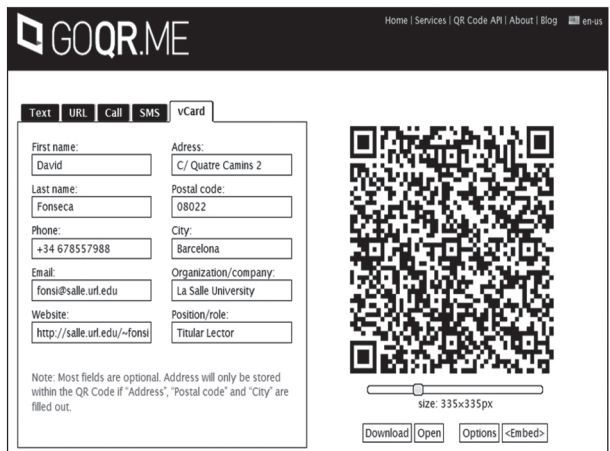 GOQR.ME
Home | Services | QR Code API | About | Blog en-us
Text URL Call SMS vCard
First name:
David
Last name:
Fonseca
Phone:
+34 678557988
Email:
fonsi@salle.url.edu
Website:
http://salle.url.edu/~fonsi
Adress:
C/ Quatre Camins 2
Postal code:
08022
City:
Barcelona
Organization/company:
La Salle University
Position/role:
Titular Lector
Note: Most fields are optional. Address will only be stored
within the QR Code if "Address", "Postal code" and "City" are
filled out.
size: 335×335px
Download Open Options <Embed>